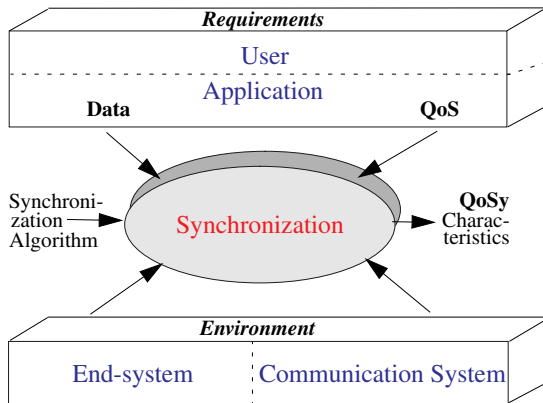 Requirements
User
Application
Data
QoS
Synchroni-
zation
Algorithm
Synchronization
QoSy
Charac-
teristics
Environment
End-system
Communication System